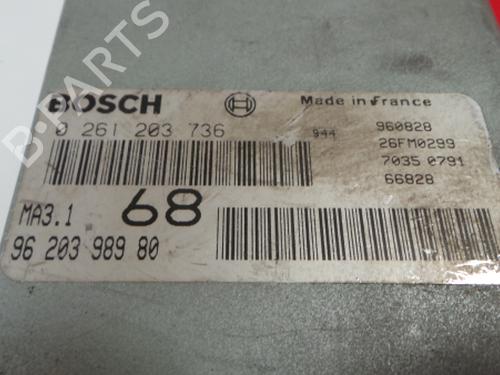 B-PARTS
BOSCH
Made in France
0 261 203 736
944
960828
26FM0299
7035 0791
66828
MA3.1
68
96 203 989 80